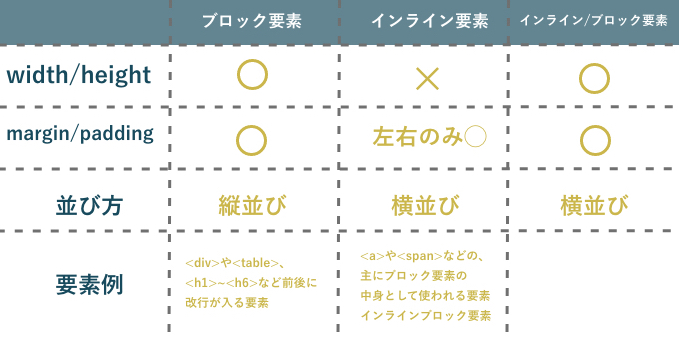 ブロック要素 インライン要素 インライン/ブロック要素
width/height ○ × ○
margin/padding ○ 左右のみ○ ○
並び方 縦並び 横並び 横並び
要素例
<div>や<table>、
<h1>~<h6>など前後に
改行が入る要素
<a>や<span>などの、
主にブロック要素の
中身として使われる要素
インラインブロック要素